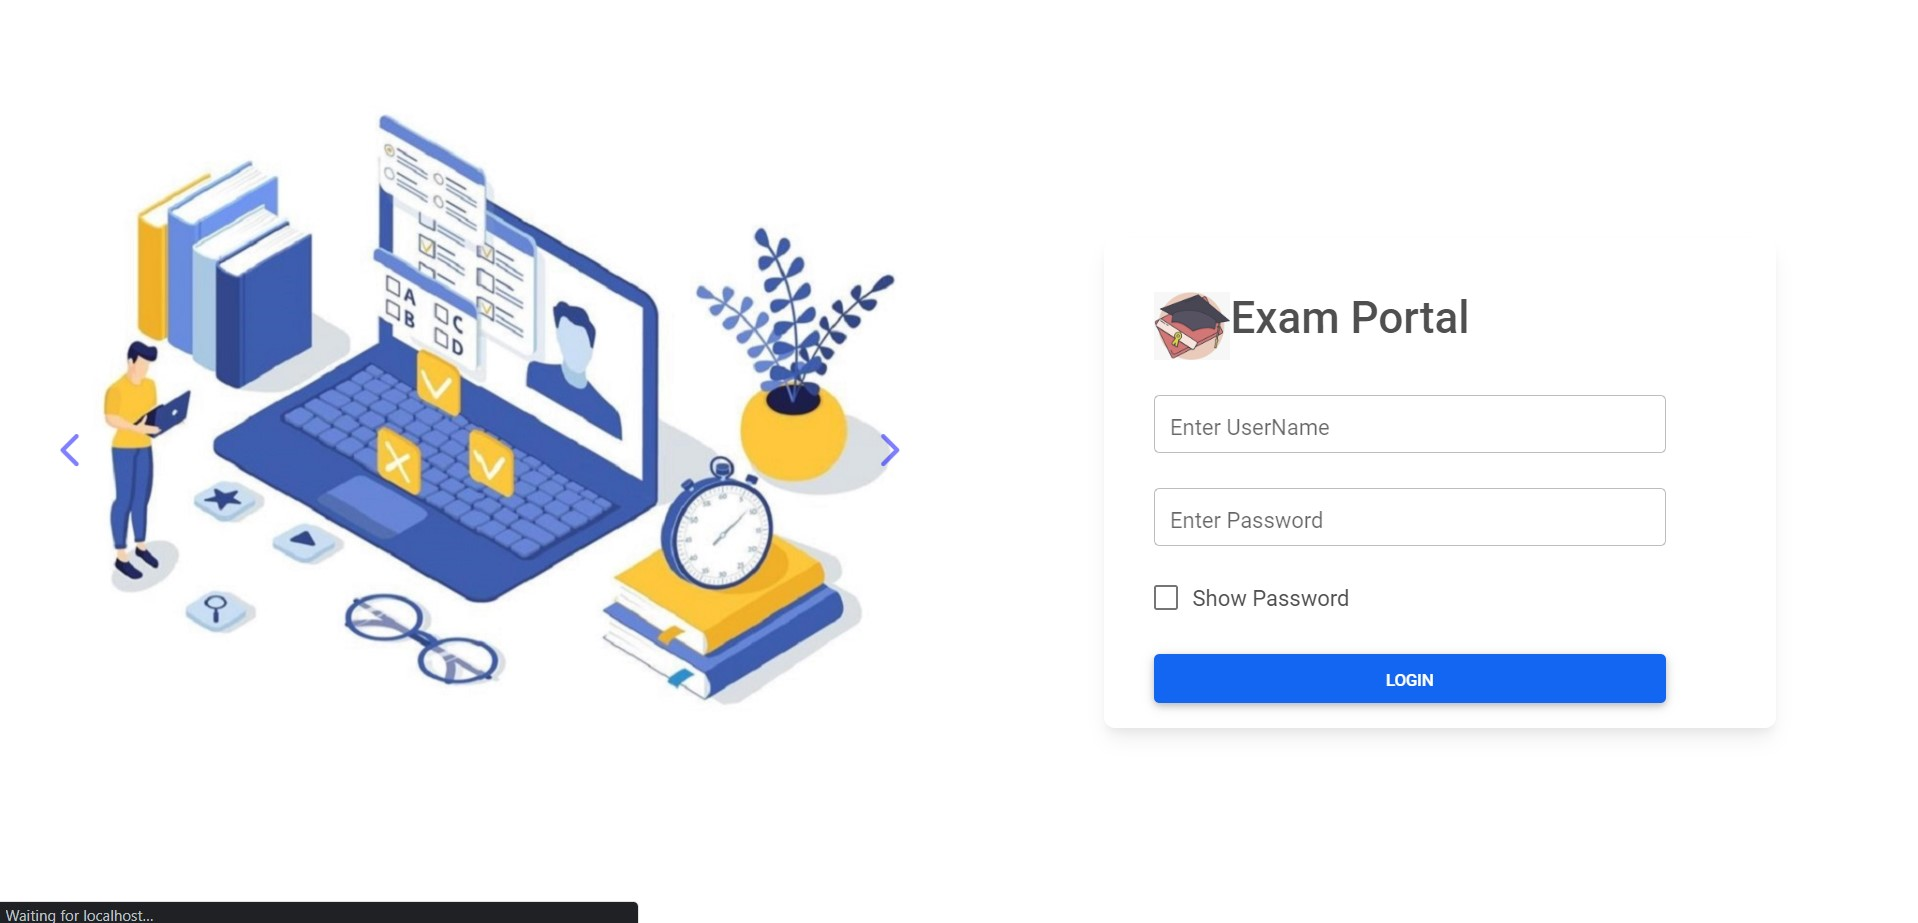 A
B
C
D
Exam Portal
Enter UserName
Enter Password
Show Password
LOGIN
Waiting for localhost...